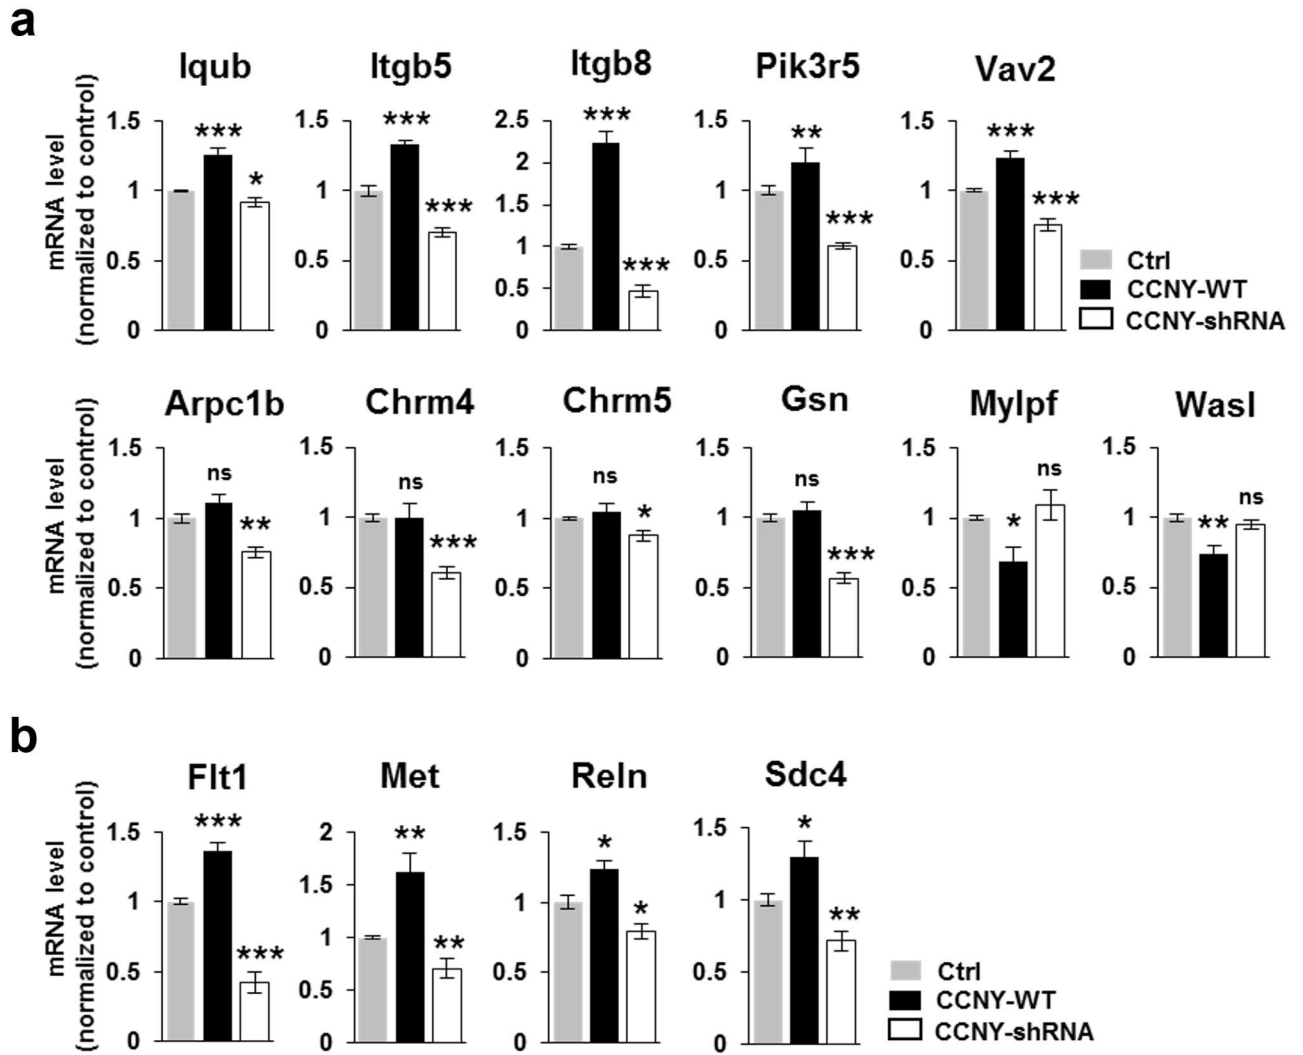 a
Iqub Itgb5 Itgb8 Pik3r5 Vav2
mRNA level
(normalized to control)
1.5 1 0.5 0
*** *
1.5 1 0.5 0
*** ***
2.5 2 1.5 1 0.5 0
*** ***
1.5 1 0.5 0
** ***
1.5 1 0.5 0
*** ***
Ctrl
CCNY-WT
CCNY-shRNA
Arpc1b Chrm4 Chrm5 Gsn Mylpf Wasl
mRNA level
(normalized to control)
1.5 1 0.5 0
ns **
1.5 1 0.5 0
ns ***
1.5 1 0.5 0
ns *
1.5 1 0.5 0
ns ***
1.5 1 0.5 0
* ns
1.5 1 0.5 0
** ns
b
Flt1 Met Reln Sdc4
mRNA level
(normalized to control)
1.5 1 0.5 0
*** ***
2 1.5 1 0.5 0
** **
1.5 1 0.5 0
* *
1.5 1 0.5 0
* **
Ctrl
CCNY-WT
CCNY-shRNA